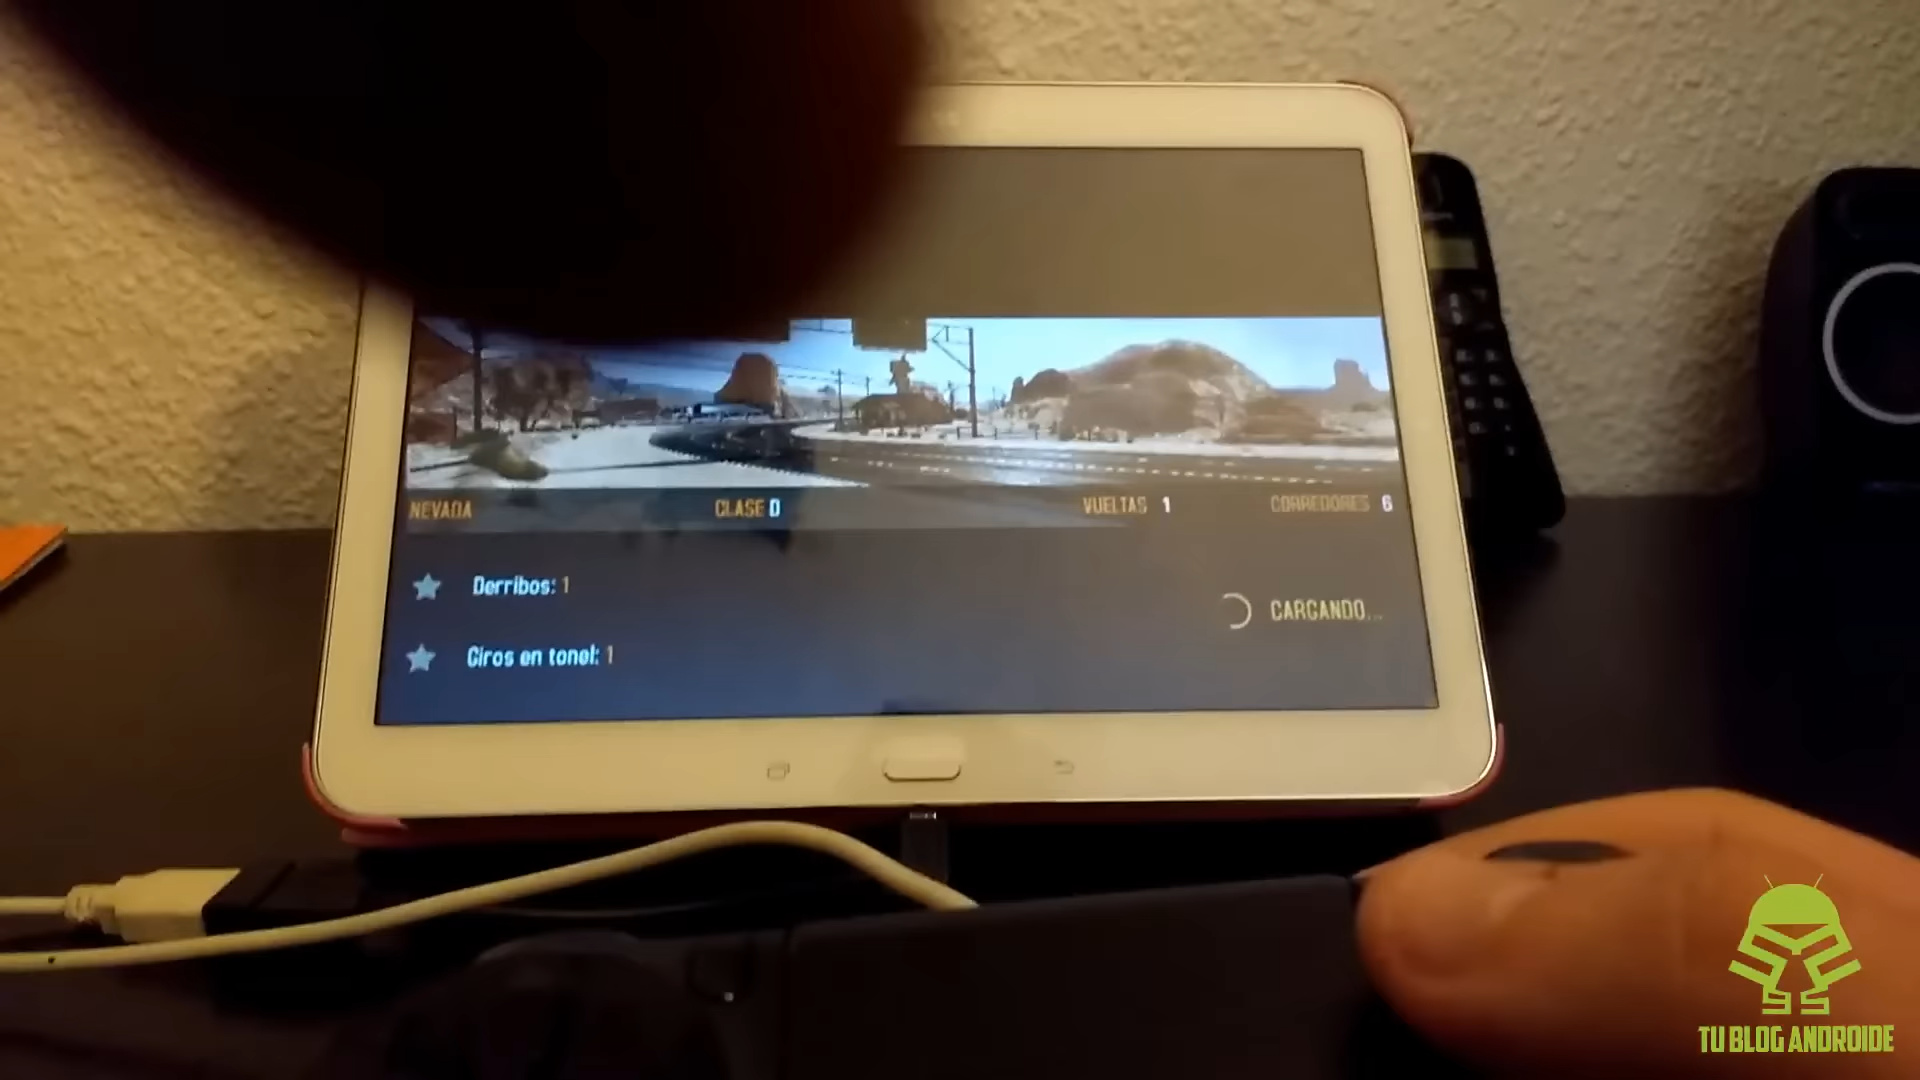 NEVADA
CLASE D
VUELTAS 1
CORREDORES 6
Derribos: 1
CARGANDO...
Giros en tonel: 1
TU BLOG ANDROIDE